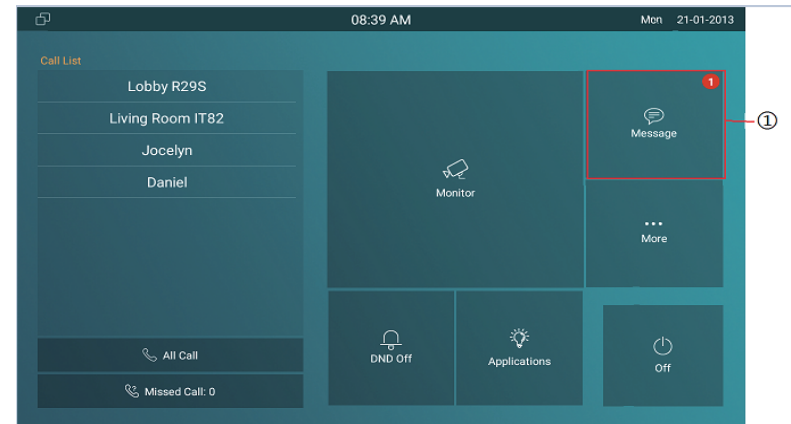 08:39 AM
Mon 21-01-2013
Call List
Lobby R29S
Living Room IT82
Jocelyn
Daniel
All Call
Missed Call: 0
Monitor
1
Message
①
More
DND Off
Applications
Off